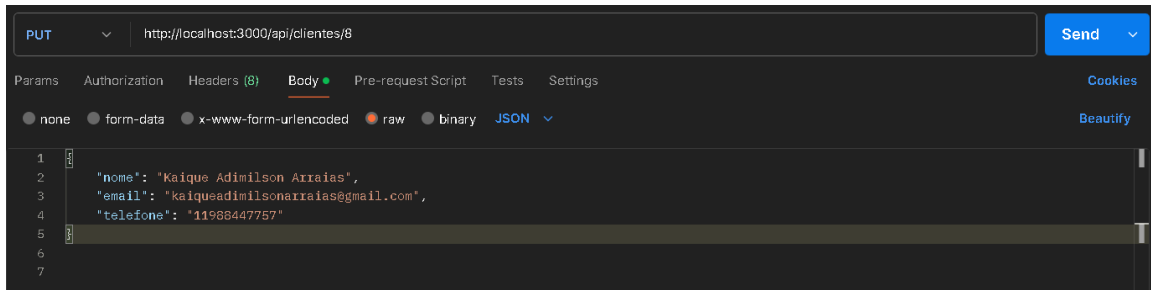 PUT http://localhost:3000/api/clientes/8 Send
Params Authorization Headers (8) Body Pre-request Script Tests Settings Cookies
none form-data x-www-form-urlencoded raw binary JSON Beautify
1 {
2 "nome": "Kaique Adimilson Arraias",
3 "email": "kaiqueadimilsonarraias@gmail.com",
4 "telefone": "11988447757"
5 }
6
7